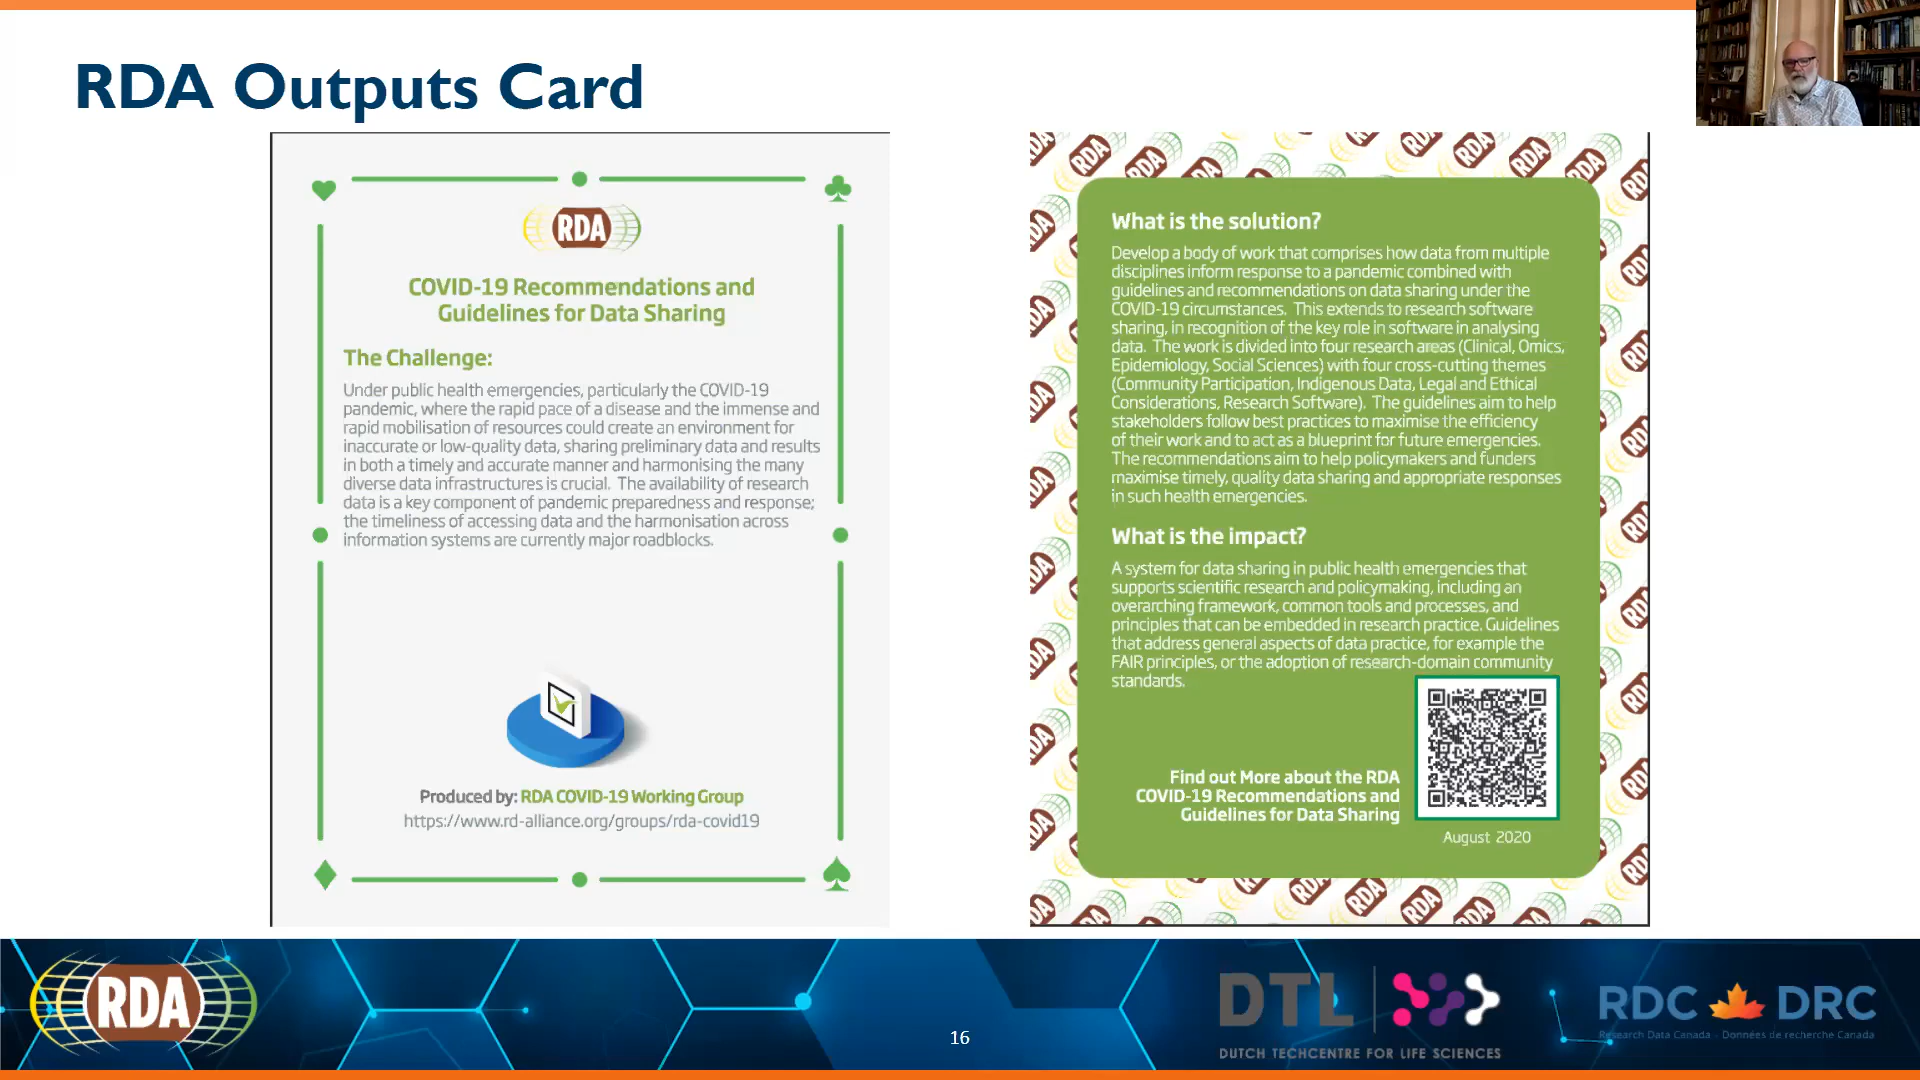 RDA Outputs Card
RDA
COVID-19 Recommendations and
Guidelines for Data Sharing
The Challenge:
Under public health emergencies, particularly the COVID-19
pandemic, where the rapid pace of a disease and the immense and
rapid mobilisation of resources could create an environment for
inaccurate or low-quality data, sharing preliminary data and results
in both a timely and accurate manner and harmonising the many
diverse data infrastructures is crucial. The availability of research
data is a key component of pandemic preparedness and response;
the timeliness of accessing data and the harmonisation across
information systems are currently major roadblocks.
Produced by: RDA COVID-19 Working Group
https://www.rd-alliance.org/groups/rda-covid19
What is the solution?
Develop a body of work that comprises how data from multiple
disciplines inform response to a pandemic combined with
guidelines and recommendations on data sharing under the
COVID-19 circumstances. This extends to research software
sharing, in recognition of the key role in software in analysing
data. The work is divided into four research areas (Clinical, Omics,
Epidemiology, Social Sciences) with four cross-cutting themes
(Community Participation, Indigenous Data, Legal and Ethical
Considerations, Research Software). The guidelines aim to help
stakeholders follow best practices to maximise the efficiency
of their work and to act as a blueprint for future emergencies.
The recommendations aim to help policymakers and funders
maximise timely, quality data sharing and appropriate responses
in such health emergencies.
What is the impact?
A system for data sharing in public health emergencies that
supports scientific research and policymaking, including an
overarching framework, common tools and processes, and
principles that can be embedded in research practice. Guidelines
that address general aspects of data practice, for example the
FAIR principles, or the adoption of research-domain community
standards.
Find out More about the RDA
COVID-19 Recommendations and
Guidelines for Data Sharing
August 2020
RDA
16
DTL
DUTCH TECHCENTRE FOR LIFE SCIENCES
RDC DRC
Research Data Canada - Données de recherche Canada